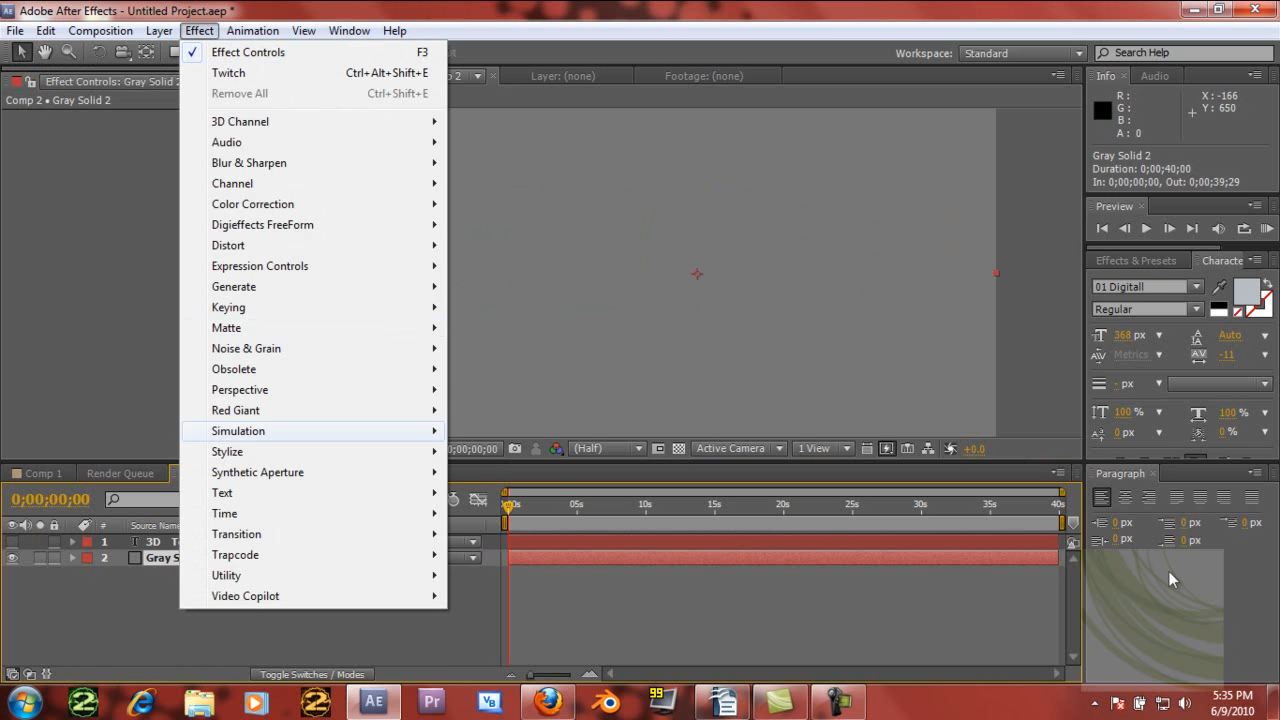 Adobe After Effects - Untitled Project.aep *
File Edit Composition Layer Effect Animation View Window Help
Workspace: Standard Search Help
Effect Controls F3
Twitch Ctrl+Alt+Shift+E
Remove All Ctrl+Shift+E
3D Channel
Audio
Blur & Sharpen
Channel
Color Correction
Digieffects FreeForm
Distort
Expression Controls
Generate
Keying
Matte
Noise & Grain
Obsolete
Perspective
Red Giant
Simulation
Stylize
Synthetic Aperture
Text
Time
Transition
Trapcode
Utility
Video Copilot
Effect Controls: Gray Solid 2
Comp 2 • Gray Solid 2
2 Layer: (none) Footage: (none)
Info Audio
R : X : -166
G : Y : 650
B :
A : 0
Gray Solid 2
Duration: 0;00;40;00
In: 0;00;00;00, Out: 0;00;39;29
Preview
Effects & Presets Characte
01 Digitall
Regular
368 px Auto
Metrics -11
- px
100 % 100 %
0 px 0 %
;00;00;00 (Half) Active Camera 1 View +0.0
Comp 1 Render Queue
0;00;00;00
05s 10s 15s 20s 25s 30s 35s 40s
# Source Name
1 T 3D T
2 Gray S
Toggle Switches / Modes
Paragraph
0 px 0 px 0 px
0 px 0 px
Ae Pr VB 99
5:35 PM
6/9/2010